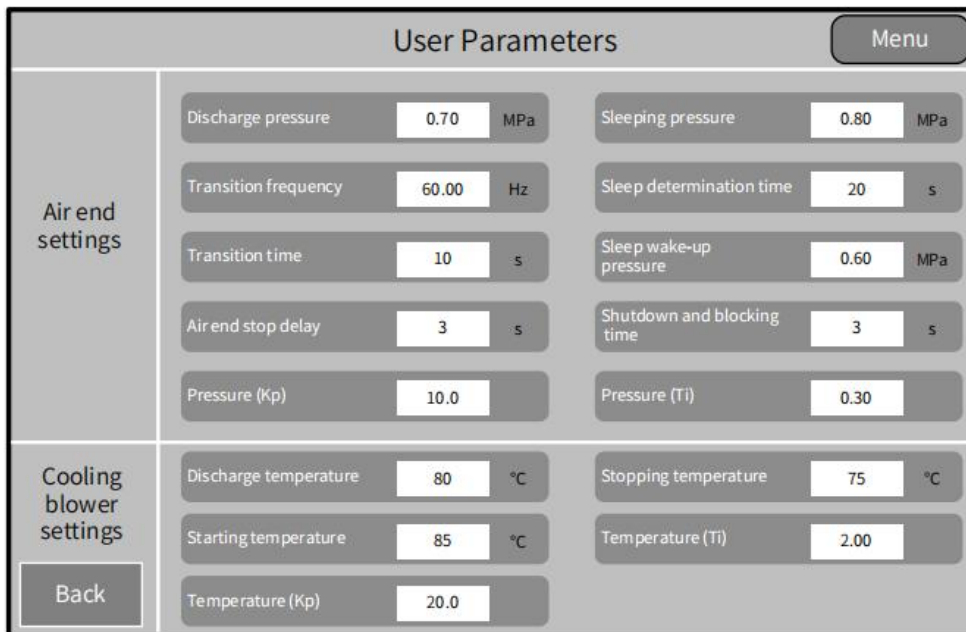 User Parameters
Menu
Air end
settings
Discharge pressure 0.70 MPa
Sleeping pressure 0.80 MPa
Transition frequency 60.00 Hz
Sleep determination time 20 s
Transition time 10 s
Sleep wake-up
pressure 0.60 MPa
Air end stop delay 3 s
Shutdown and blocking
time 3 s
Pressure (Kp) 10.0
Pressure (Ti) 0.30
Cooling
blower
settings
Discharge temperature 80 °C
Stopping temperature 75 °C
Starting temperature 85 °C
Temperature (Ti) 2.00
Temperature (Kp) 20.0
Back